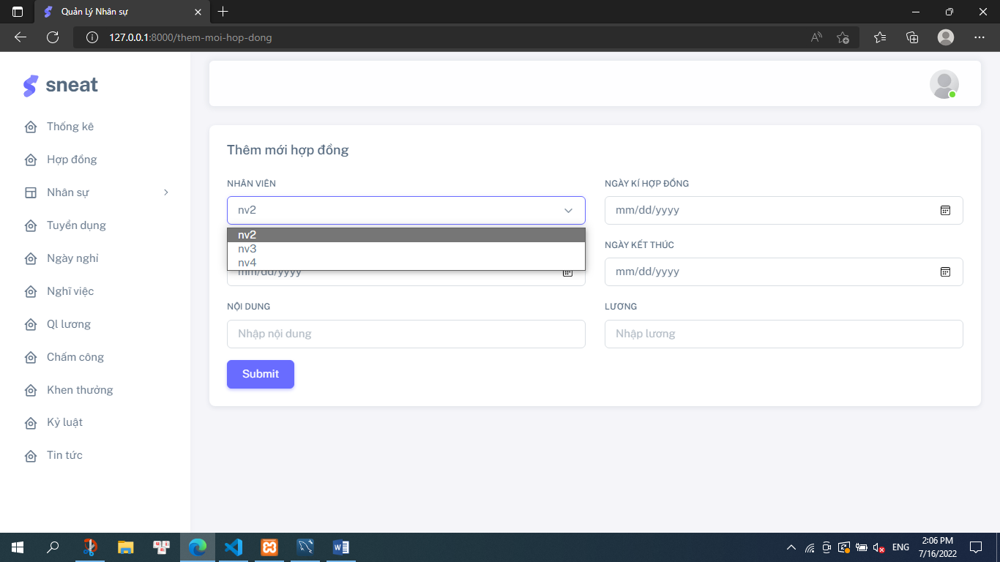 Quản Lý Nhân sự
127.0.0.1:8000/them-moi-hop-dong
sneat
Thống kê
Hợp đồng
Nhân sự
Tuyển dụng
Ngày nghỉ
Nghĩ việc
Ql lương
Chấm công
Khen thưởng
Kỷ luật
Tin tức
Thêm mới hợp đồng
NHÂN VIÊN
NGÀY KÍ HỢP ĐỒNG
nv2
mm/dd/yyyy
nv2
nv3
nv4
NGÀY KẾT THÚC
mm/dd/yyyy
mm/dd/yyyy
NỘI DUNG
LƯƠNG
Nhập nội dung
Nhập lương
Submit
ENG
2:06 PM
7/16/2022